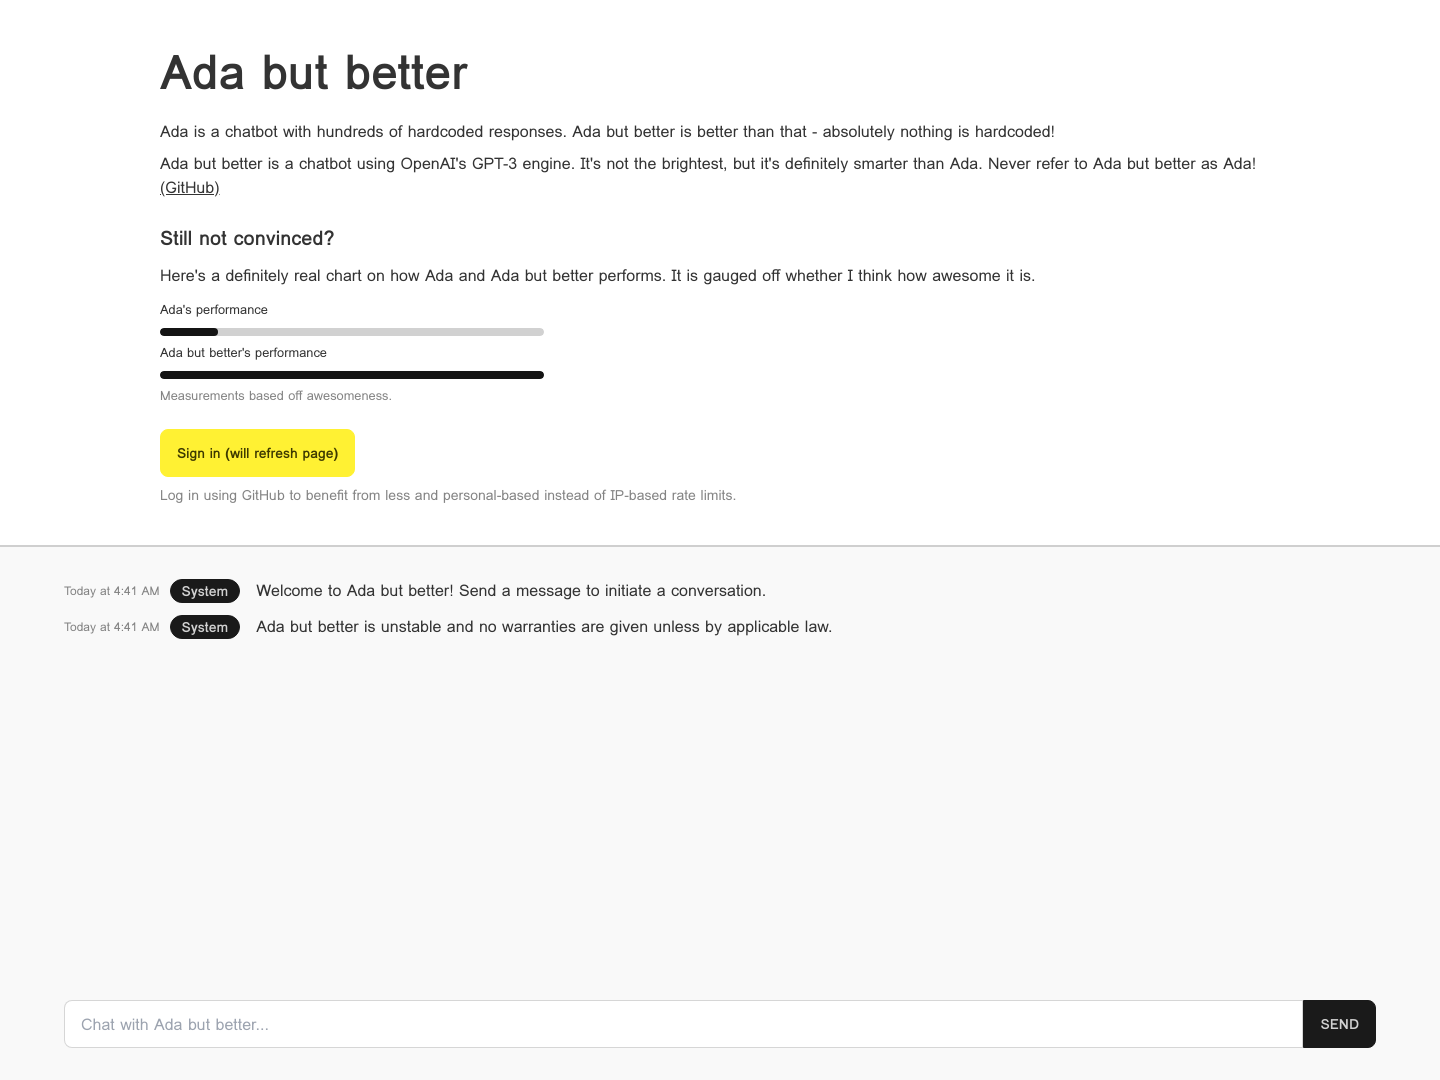 Ada but better
Ada is a chatbot with hundreds of hardcoded responses. Ada but better is better than that - absolutely nothing is hardcoded!
Ada but better is a chatbot using OpenAI's GPT-3 engine. It's not the brightest, but it's definitely smarter than Ada. Never refer to Ada but better as Ada!
(GitHub)
Still not convinced?
Here's a definitely real chart on how Ada and Ada but better performs. It is gauged off whether I think how awesome it is.
Ada's performance
Ada but better's performance
Measurements based off awesomeness.
Sign in (will refresh page)
Log in using GitHub to benefit from less and personal-based instead of IP-based rate limits.
Today at 4:41 AM System Welcome to Ada but better! Send a message to initiate a conversation.
Today at 4:41 AM System Ada but better is unstable and no warranties are given unless by applicable law.
Chat with Ada but better... SEND